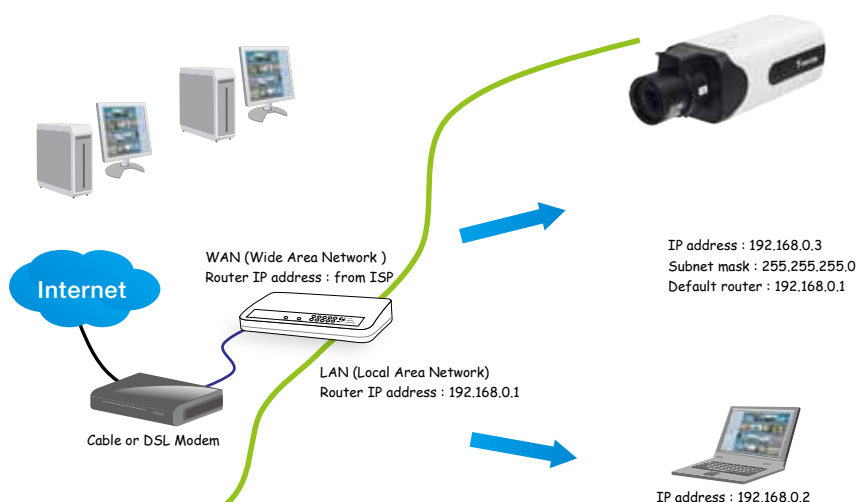 WAN (Wide Area Network )
Router IP address : from ISP
IP address : 192.168.0.3
Subnet mask : 255.255.255.0
Default router : 192.168.0.1
Internet
LAN (Local Area Network)
Router IP address : 192.168.0.1
Cable or DSL Modem
IP address : 192.168.0.2